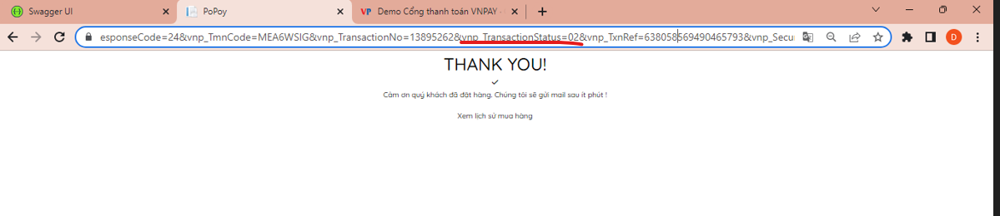 Swagger UI
PoPoy
VP Demo Cổng thanh toán VNPAY
esponseCode=24&vnp_TmnCode=MEA6WSIG&vnp_TransactionNo=13895262&vnp_TransactionStatus=02&vnp_TxnRef=638058569490465793&vnp_Secu
D
THANK YOU!
Cảm ơn quý khách đã đặt hàng. Chúng tôi sẽ gửi mail sau ít phút !
Xem lịch sử mua hàng